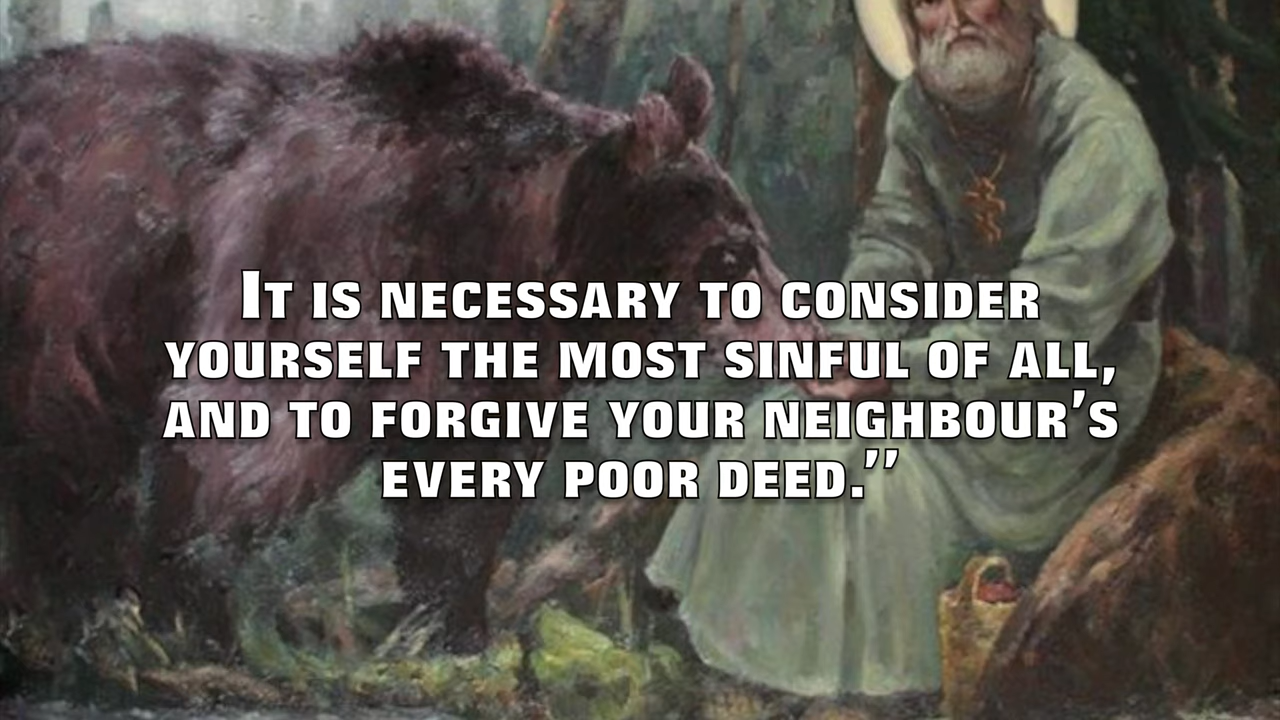 It is necessary to consider
yourself the most sinful of all,
and to forgive your neighbour's
every poor deed.''